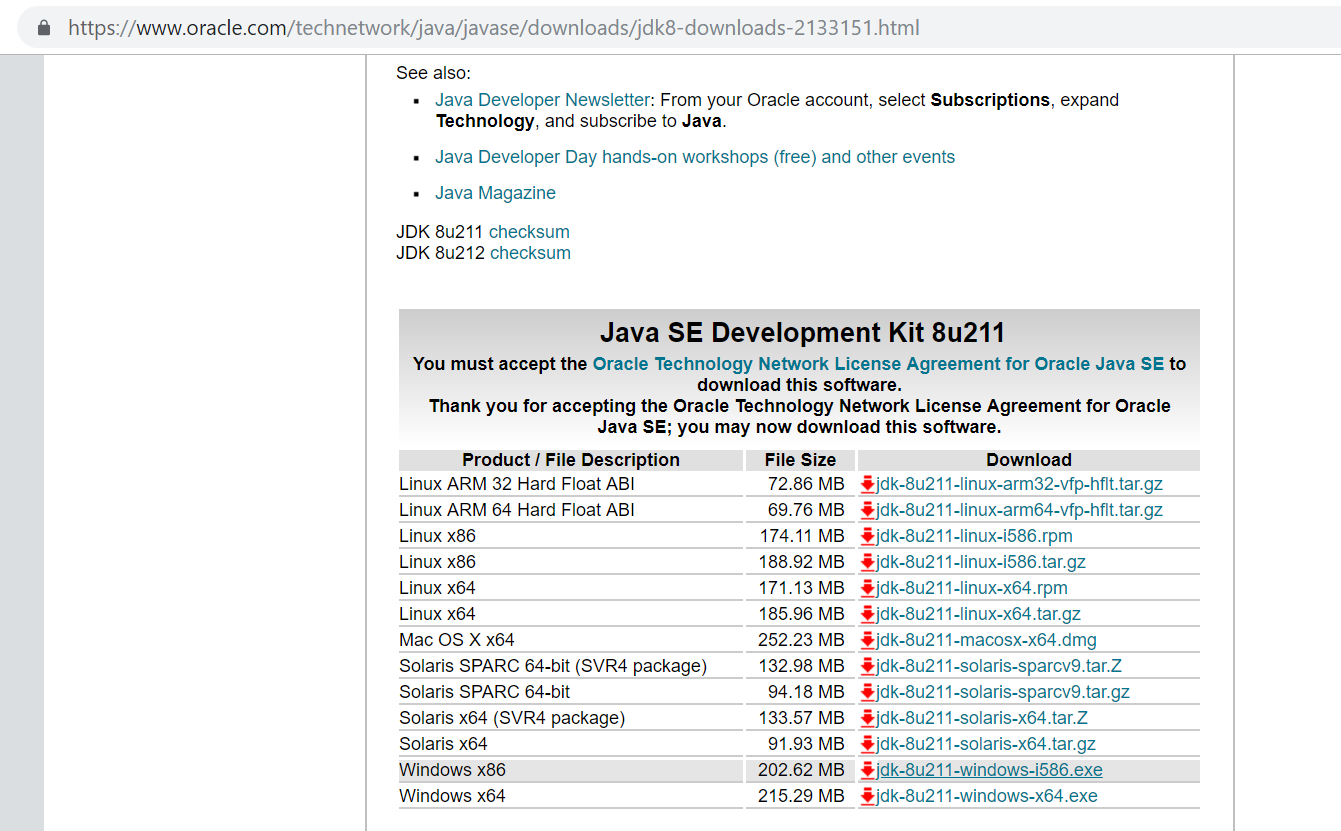 https://www.oracle.com/technetwork/java/javase/downloads/jdk8-downloads-2133151.html
See also:
Java Developer Newsletter: From your Oracle account, select Subscriptions, expand
Technology, and subscribe to Java.
Java Developer Day hands-on workshops (free) and other events
Java Magazine
JDK 8u211 checksum
JDK 8u212 checksum
Java SE Development Kit 8u211
You must accept the Oracle Technology Network License Agreement for Oracle Java SE to
download this software.
Thank you for accepting the Oracle Technology Network License Agreement for Oracle
Java SE; you may now download this software.
Product / File Description File Size Download
Linux ARM 32 Hard Float ABI 72.86 MB jdk-8u211-linux-arm32-vfp-hflt.tar.gz
Linux ARM 64 Hard Float ABI 69.76 MB jdk-8u211-linux-arm64-vfp-hflt.tar.gz
Linux x86 174.11 MB jdk-8u211-linux-i586.rpm
Linux x86 188.92 MB jdk-8u211-linux-i586.tar.gz
Linux x64 171.13 MB jdk-8u211-linux-x64.rpm
Linux x64 185.96 MB jdk-8u211-linux-x64.tar.gz
Mac OS X x64 252.23 MB jdk-8u211-macosx-x64.dmg
Solaris SPARC 64-bit (SVR4 package) 132.98 MB jdk-8u211-solaris-sparcv9.tar.Z
Solaris SPARC 64-bit 94.18 MB jdk-8u211-solaris-sparcv9.tar.gz
Solaris x64 (SVR4 package) 133.57 MB jdk-8u211-solaris-x64.tar.Z
Solaris x64 91.93 MB jdk-8u211-solaris-x64.tar.gz
Windows x86 202.62 MB jdk-8u211-windows-i586.exe
Windows x64 215.29 MB jdk-8u211-windows-x64.exe